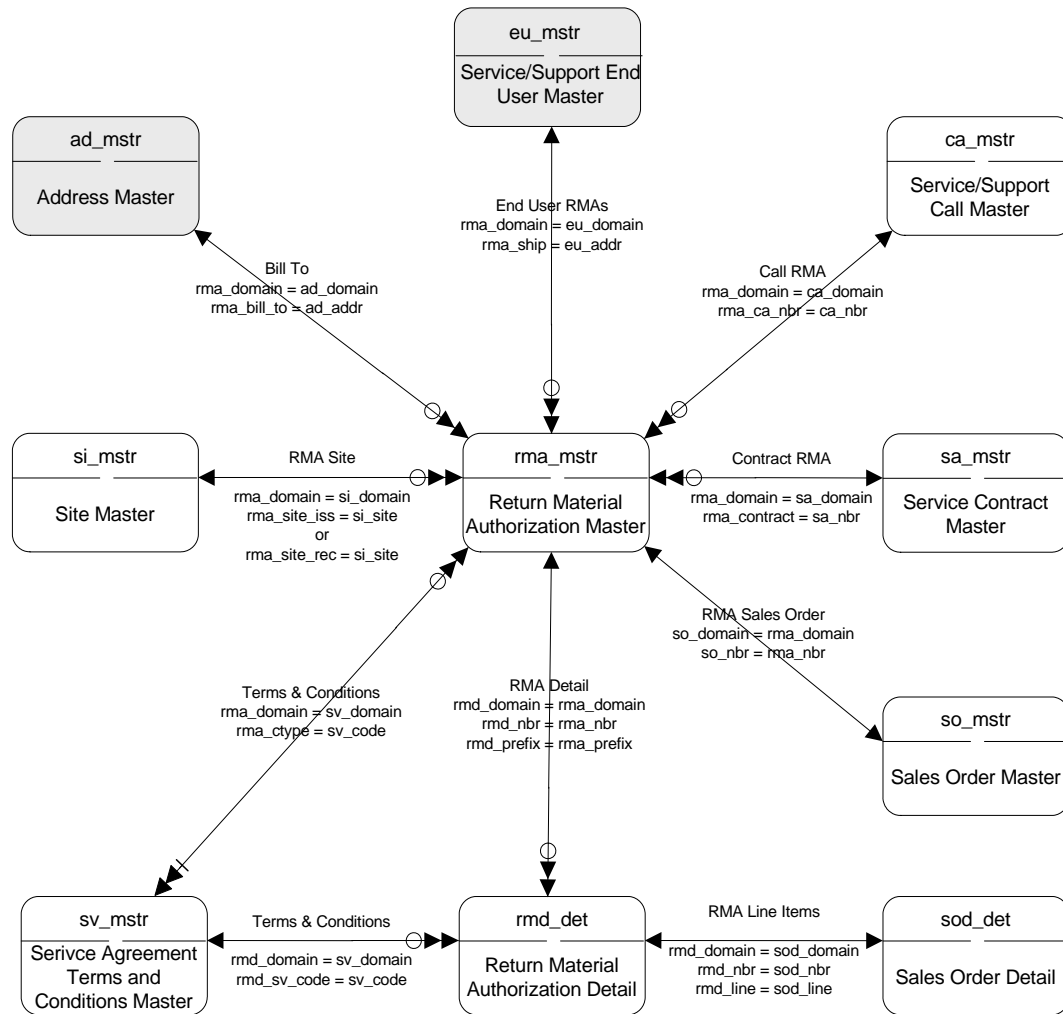 eu_mstr
Service/Support End
User Master
ad_mstr
Address Master
ca_mstr
Service/Support
Call Master
End User RMAs
rma_domain = eu_domain
rma_ship = eu_addr
Bill To
rma_domain = ad_domain
rma_bill_to = ad_addr
Call RMA
rma_domain = ca_domain
rma_ca_nbr = ca_nbr
si_mstr
Site Master
RMA Site
rma_domain = si_domain
rma_site_iss = si_site
or
rma_site_rec = si_site
rma_mstr
Return Material
Authorization Master
Contract RMA
rma_domain = sa_domain
rma_contract = sa_nbr
sa_mstr
Service Contract
Master
RMA Sales Order
so_domain = rma_domain
so_nbr = rma_nbr
Terms & Conditions
rma_domain = sv_domain
rma_ctype = sv_code
RMA Detail
rmd_domain = rma_domain
rmd_nbr = rma_nbr
rmd_prefix = rma_prefix
so_mstr
Sales Order Master
sv_mstr
Serivce Agreement
Terms and
Conditions Master
Terms & Conditions
rmd_domain = sv_domain
rmd_sv_code = sv_code
rmd_det
Return Material
Authorization Detail
RMA Line Items
rmd_domain = sod_domain
rmd_nbr = sod_nbr
rmd_line = sod_line
sod_det
Sales Order Detail